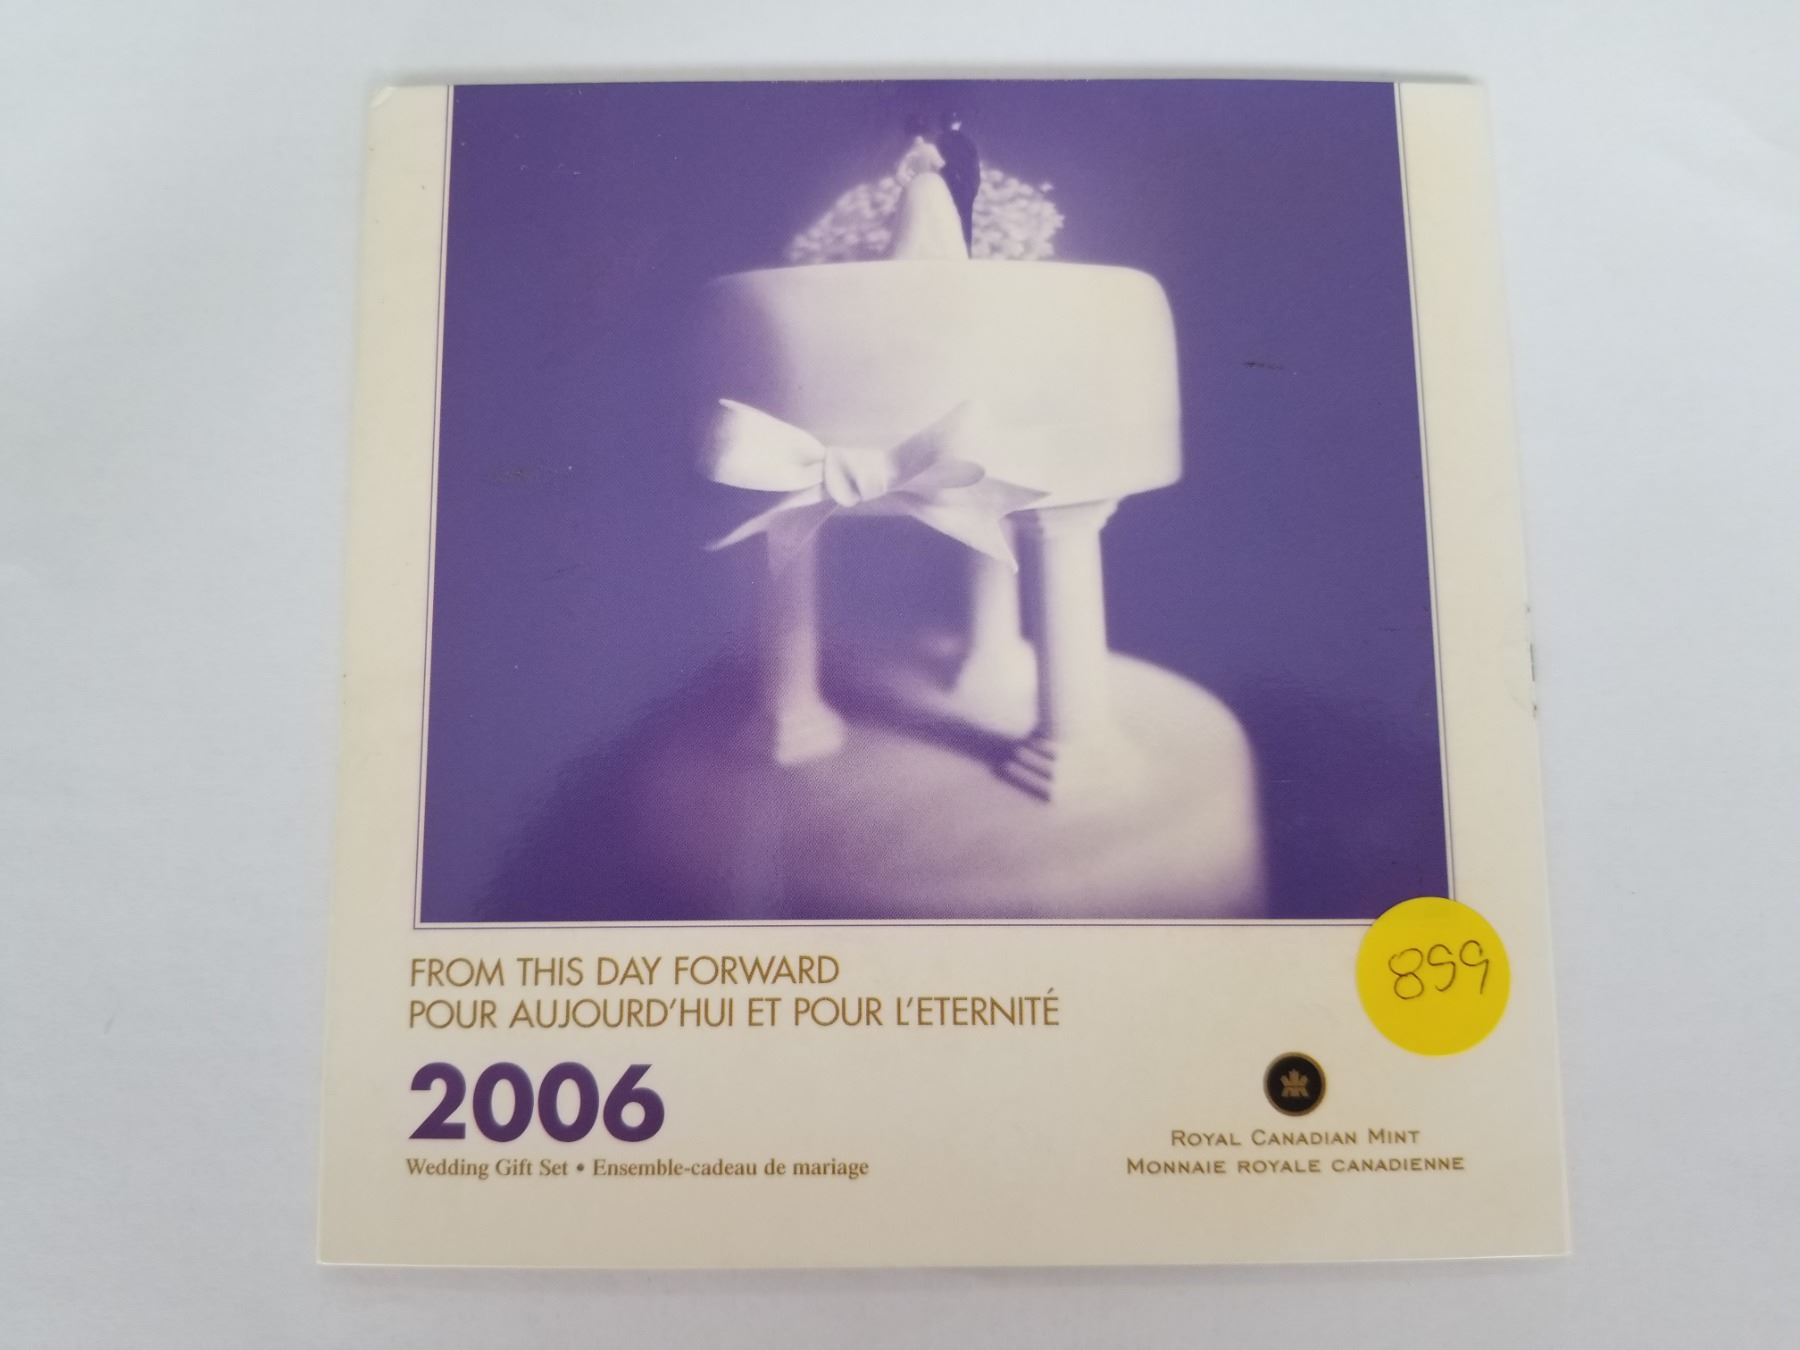 FROM THIS DAY FORWARD
POUR AUJOURD'HUI ET POUR L'ETERNITÉ
859
2006
Wedding Gift Set • Ensemble-cadeau de mariage
ROYAL CANADIAN MINT
MONNAIE ROYALE CANADIENNE